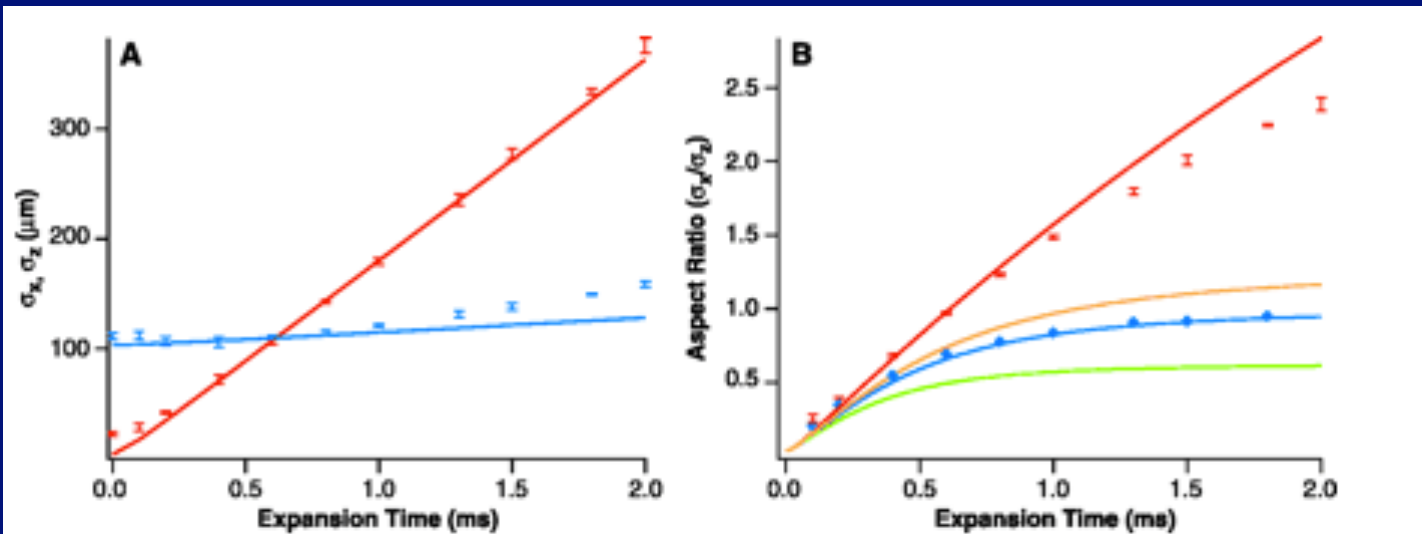 A
300
200
100
σx, σz (μm)
0.0 0.5 1.0 1.5 2.0
Expansion Time (ms)
B
2.5
2.0
1.5
1.0
0.5
Aspect Ratio (σx/σz)
0.0 0.5 1.0 1.5 2.0
Expansion Time (ms)